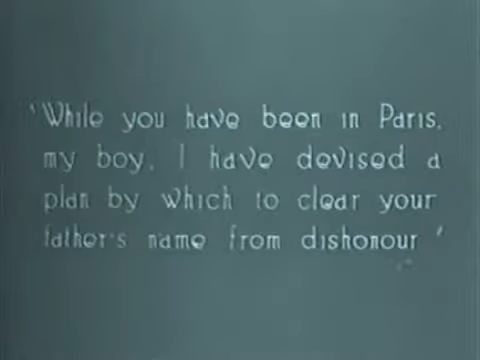 'While you have been in Paris,
my boy, I have devised a
plan by which to clear your
father's name from dishonour '